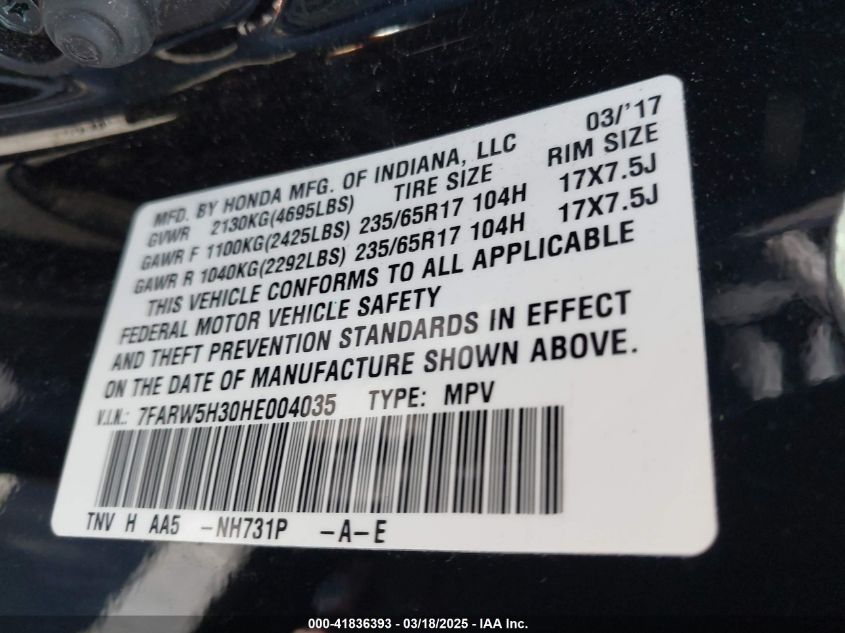 03/'17
MFD. BY HONDA MFG. OF INDIANA, LLC
GVWR 2130KG(4695LBS) TIRE SIZE RIM SIZE
GAWR F 1100KG(2425LBS) 235/65R17 104H 17X7.5J
GAWR R 1040KG(2292LBS) 235/65R17 104H 17X7.5J
THIS VEHICLE CONFORMS TO ALL APPLICABLE
FEDERAL MOTOR VEHICLE SAFETY
AND THEFT PREVENTION STANDARDS IN EFFECT
ON THE DATE OF MANUFACTURE SHOWN ABOVE.
V.I.N.: 7FARW5H30HE004035 TYPE: MPV
TNV H AA5 -NH731P -A-E
000-41836393 - 03/18/2025 - IAA Inc.